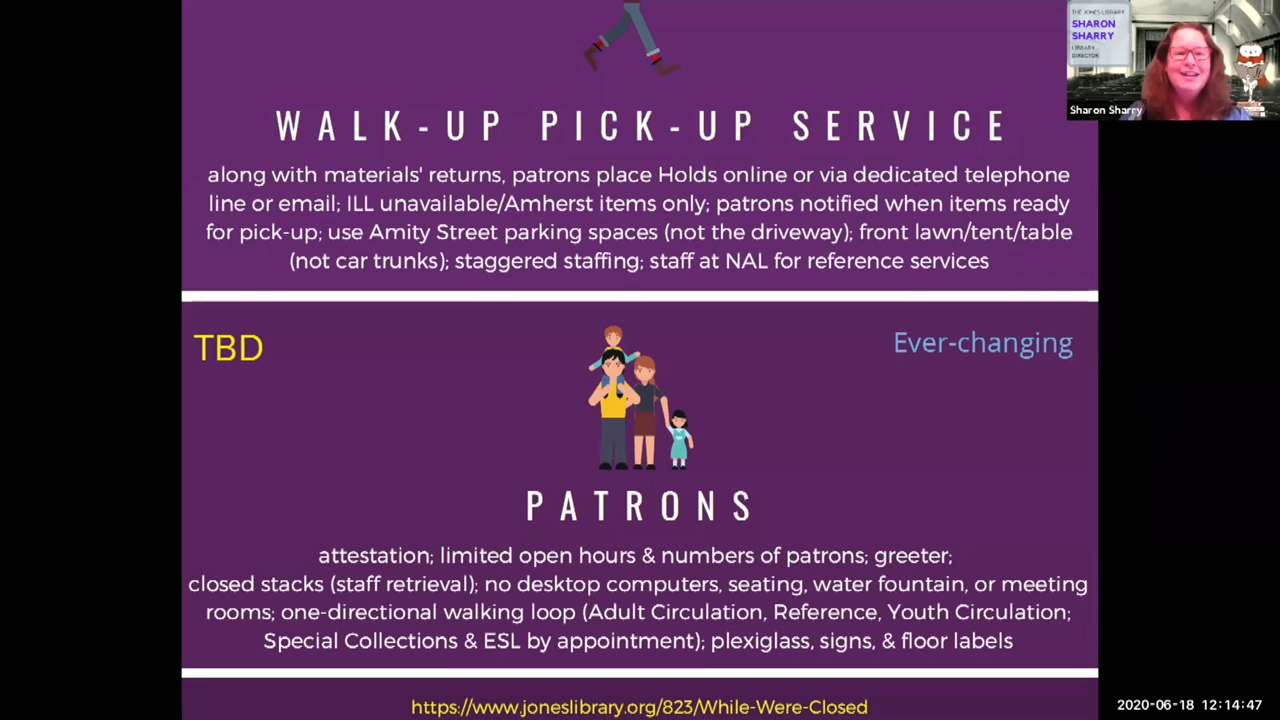 THE JONES LIBRARY
SHARON
SHARRY
LIBRARY
DIRECTOR
Sharon Sharry
WALK-UP PICK-UP SERVICE
along with materials' returns, patrons place Holds online or via dedicated telephone
line or email; ILL unavailable/Amherst items only; patrons notified when items ready
for pick-up; use Amity Street parking spaces (not the driveway); front lawn/tent/table
(not car trunks); staggered staffing; staff at NAL for reference services
TBD
Ever-changing
PATRONS
attestation; limited open hours & numbers of patrons; greeter;
closed stacks (staff retrieval); no desktop computers, seating, water fountain, or meeting
rooms; one-directional walking loop (Adult Circulation, Reference, Youth Circulation;
Special Collections & ESL by appointment); plexiglass, signs, & floor labels
https://www.joneslibrary.org/823/While-Were-Closed
2020-06-18 12:14:47